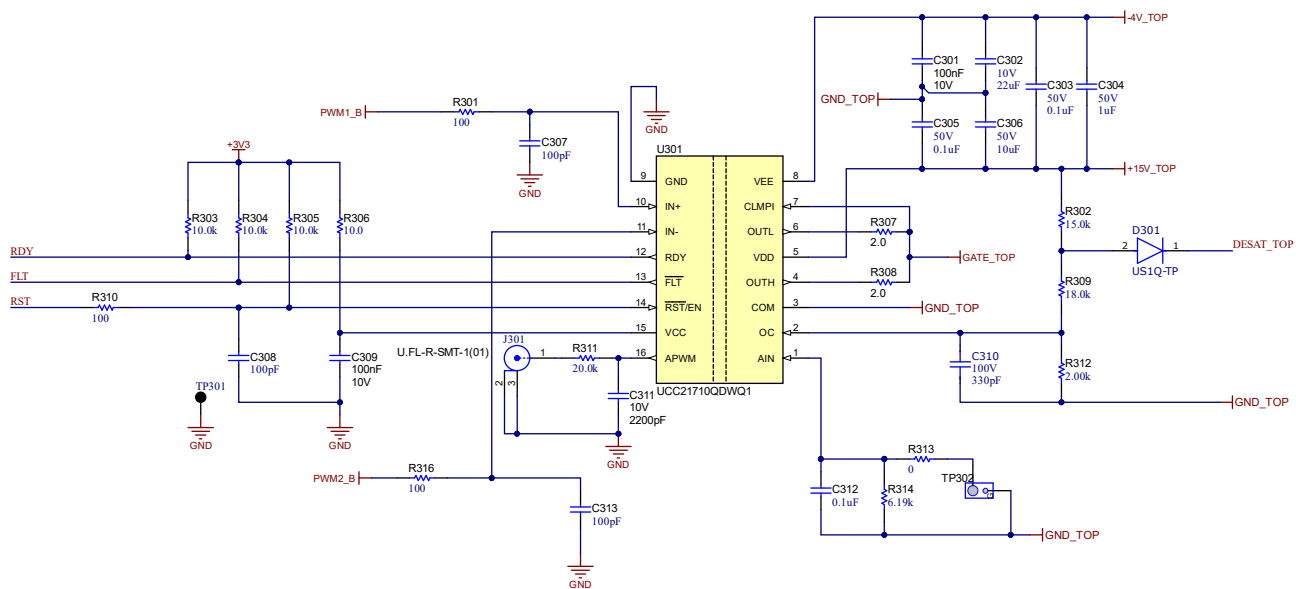 -4V_TOP
C301
100nF
10V
C302
10V
22uF
C303
50V
0.1uF
C304
50V
1uF
GND_TOP
C305
50V
0.1uF
C306
50V
10uF
+15V_TOP
PWM1_B
R301
100
C307
100pF
GND
GND
+3V3
R303
10.0k
R304
10.0k
R305
10.0k
R306
10.0
RDY
FLT
RST
R310
100
C308
100pF
C309
100nF
10V
TP301
GND
GND
U301
9
GND
10
IN+
11
IN-
12
RDY
13
FLT
14
RST/EN
15
VCC
16
APWM
VEE
8
CLMPI
7
OUTL
6
VDD
5
OUTH
4
COM
3
OC
2
AIN
1
UCC21710QDWQ1
R307
2.0
R308
2.0
GATE_TOP
GND_TOP
R302
15.0k
R309
18.0k
R312
2.00k
D301
2
1
US1Q-TP
DESAT_TOP
C310
100V
330pF
GND_TOP
J301
U.FL-R-SMT-1(01)
1
2
3
R311
20.0k
C311
10V
2200pF
GND
PWM2_B
R316
100
C313
100pF
GND
R313
0
TP302
C312
0.1uF
R314
6.19k
GND_TOP